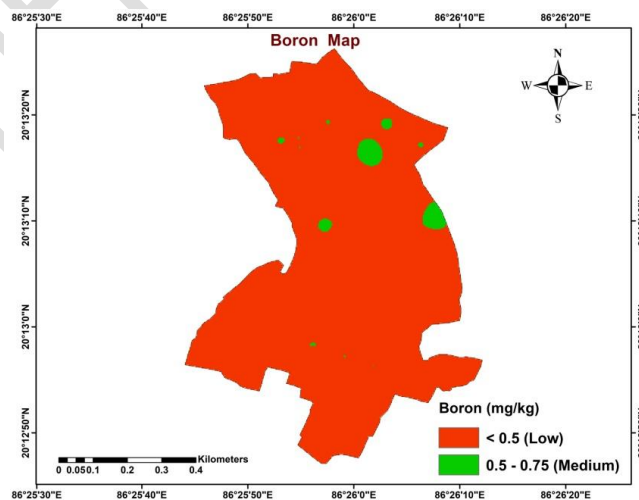 86°25'30"E 86°25'40"E 86°25'50"E 86°26'0"E 86°26'10"E 86°26'20"E
Boron Map
N
W E
S
20°13'20"N
20°13'10"N
20°13'0"N
20°12'50"N
Boron (mg/kg)
< 0.5 (Low)
0.5 - 0.75 (Medium)
Kilometers
0 0.050.1 0.2 0.3 0.4
86°25'30"E 86°25'40"E 86°25'50"E 86°26'0"E 86°26'10"E 86°26'20"E